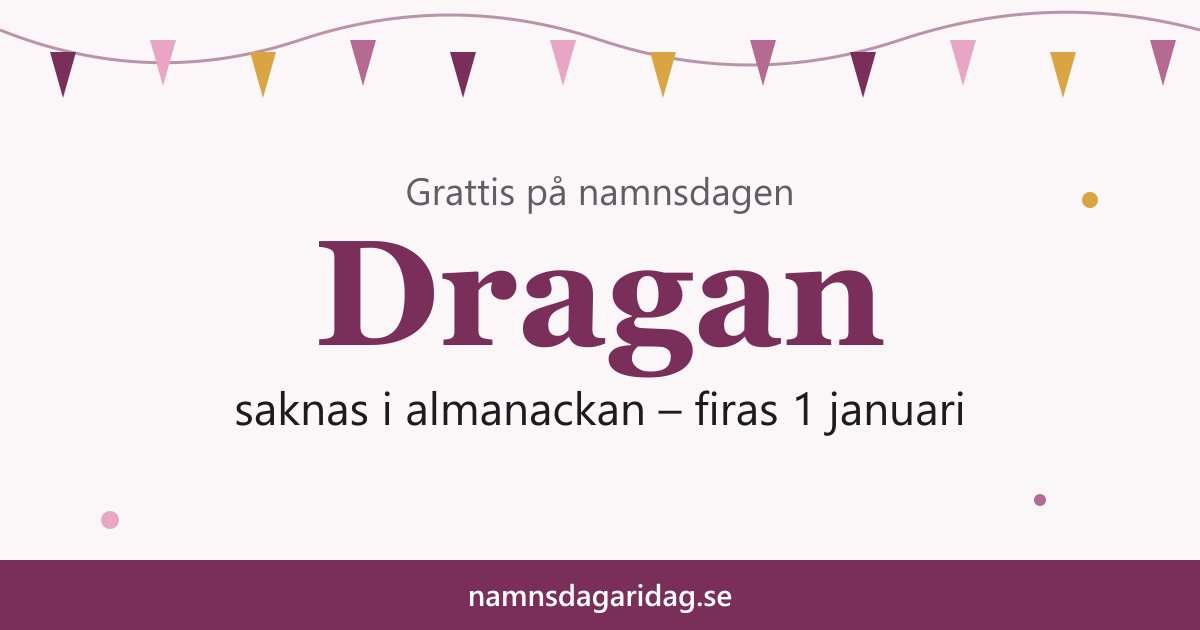 Grattis på namnsdagen
Dragan
saknas i almanackan – firas 1 januari
namnsdagaridag.se